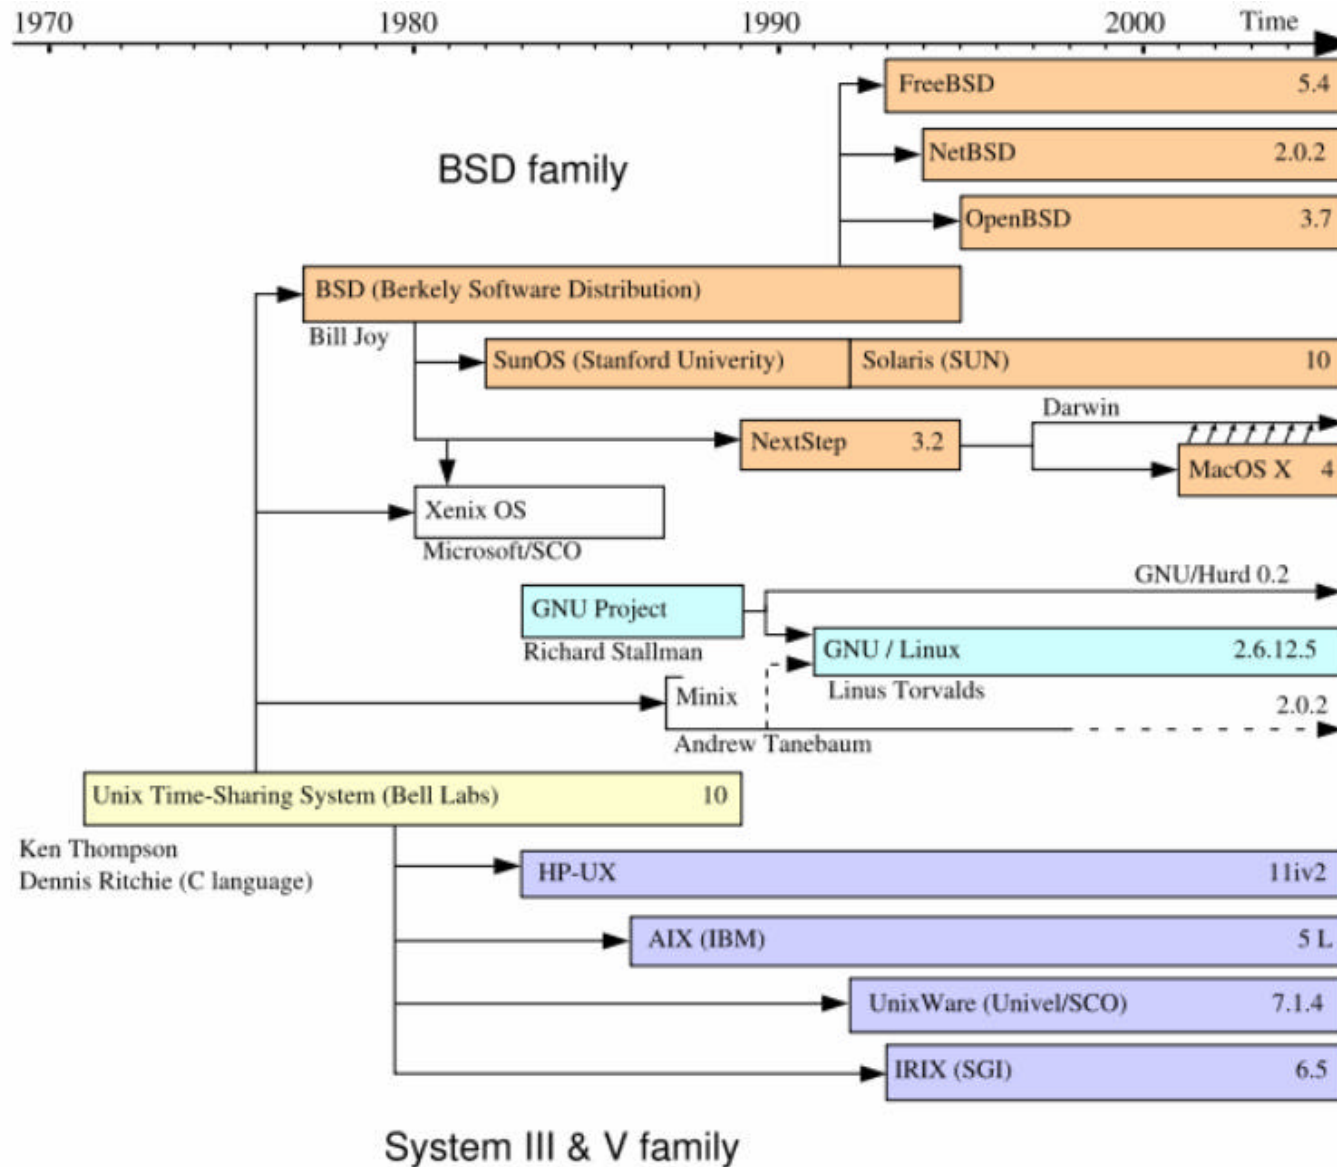 1970 1980 1990 2000 Time
FreeBSD 5.4
NetBSD 2.0.2
BSD family
OpenBSD 3.7
BSD (Berkely Software Distribution)
Bill Joy
SunOS (Stanford Univerity) Solaris (SUN) 10
Darwin
NextStep 3.2
MacOS X 4
Xenix OS
Microsoft/SCO
GNU/Hurd 0.2
GNU Project
Richard Stallman
GNU / Linux 2.6.12.5
Linus Torvalds
Minix
2.0.2
Andrew Tanebaum
Unix Time-Sharing System (Bell Labs) 10
Ken Thompson
Dennis Ritchie (C language)
HP-UX 11iv2
AIX (IBM) 5 L
UnixWare (Univel/SCO) 7.1.4
IRIX (SGI) 6.5
System III & V family